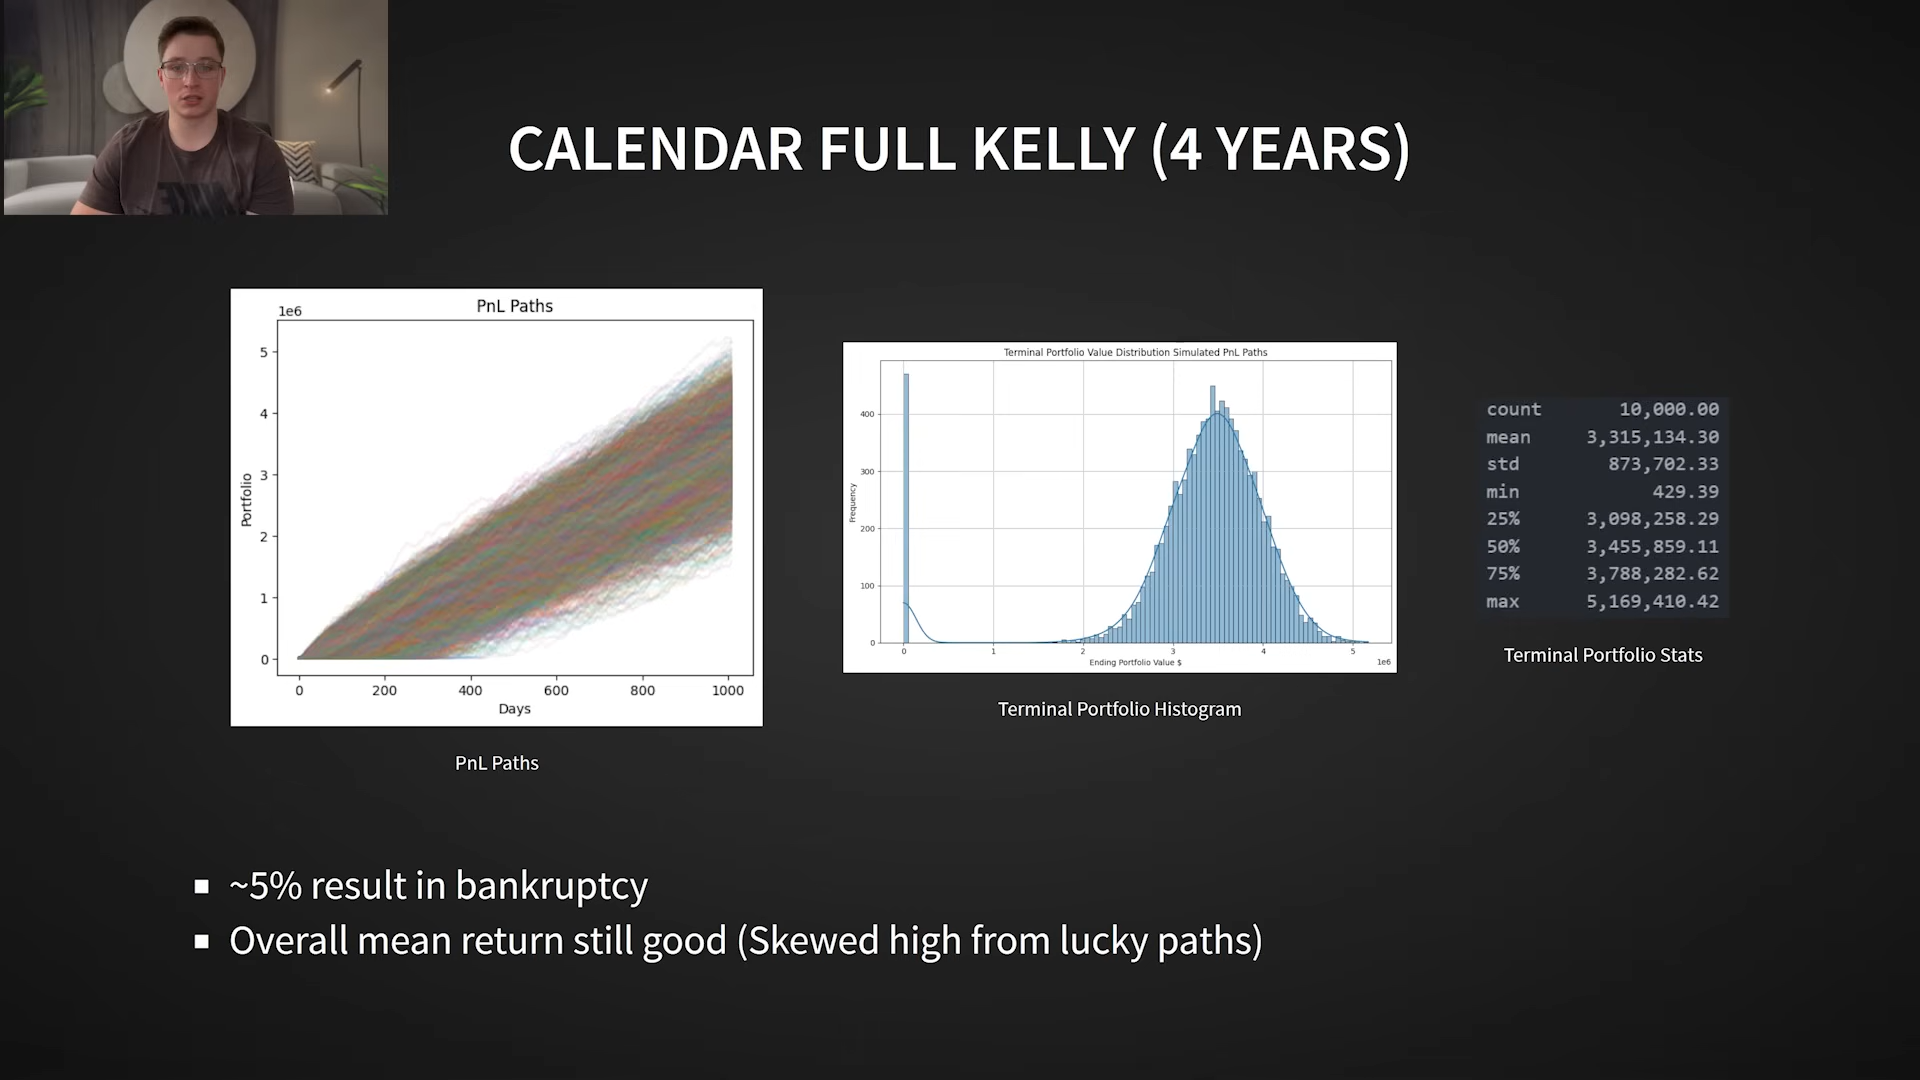 CALENDAR FULL KELLY (4 YEARS)
PnL Paths
1e6
5
4
3
2
1
0
Portfolio
0 200 400 600 800 1000
Days
PnL Paths
Terminal Portfolio Value Distribution Simulated PnL Paths
400
300
200
100
0
Frequency
0 1 2 3 4 5
1e6
Ending Portfolio Value $
Terminal Portfolio Histogram
count 10,000.00
mean 3,315,134.30
std 873,702.33
min 429.39
25% 3,098,258.29
50% 3,455,859.11
75% 3,788,282.62
max 5,169,410.42
Terminal Portfolio Stats
▪ ~5% result in bankruptcy
▪ Overall mean return still good (Skewed high from lucky paths)